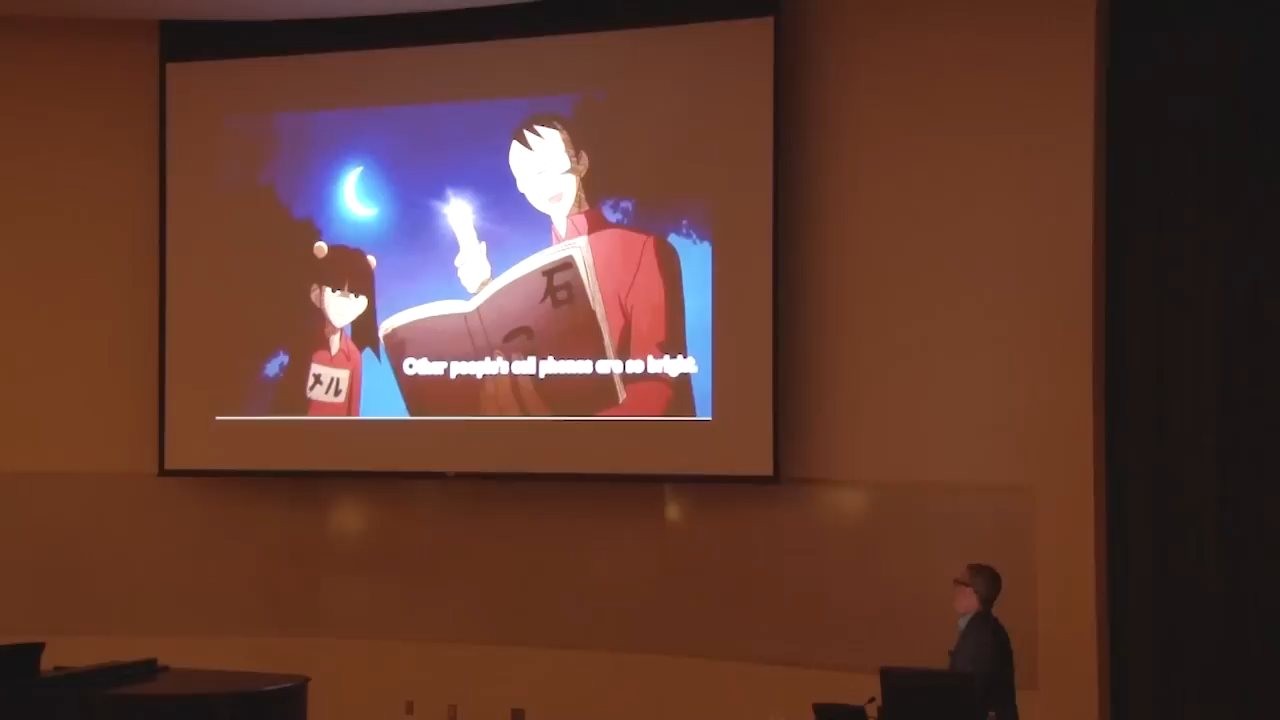 石
メル
Other people's cell phones are so bright.